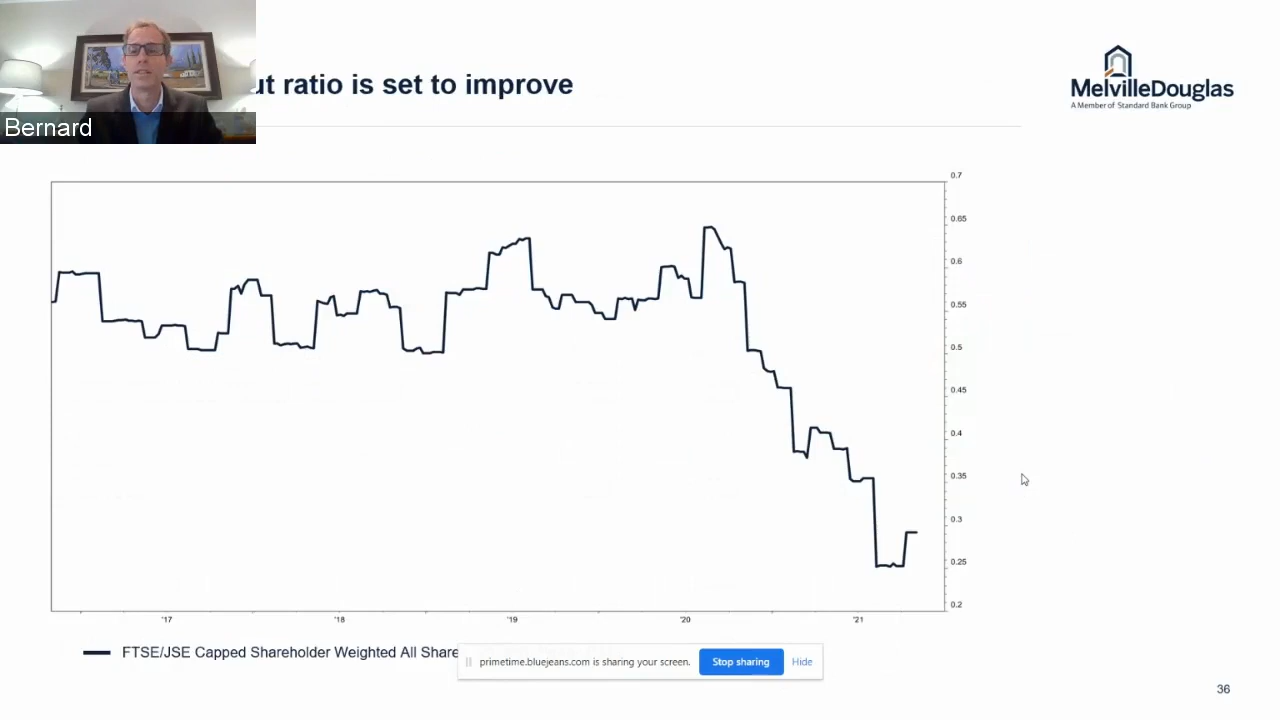 ut ratio is set to improve
Bernard
MelvilleDouglas
A Member of Standard Bank Group
0.7
0.65
0.6
0.55
0.5
0.45
0.4
0.35
0.3
0.25
0.2
'17 '18 '19 '20 '21
FTSE/JSE Capped Shareholder Weighted All Share
primetime.bluejeans.com is sharing your screen. Stop sharing Hide
36